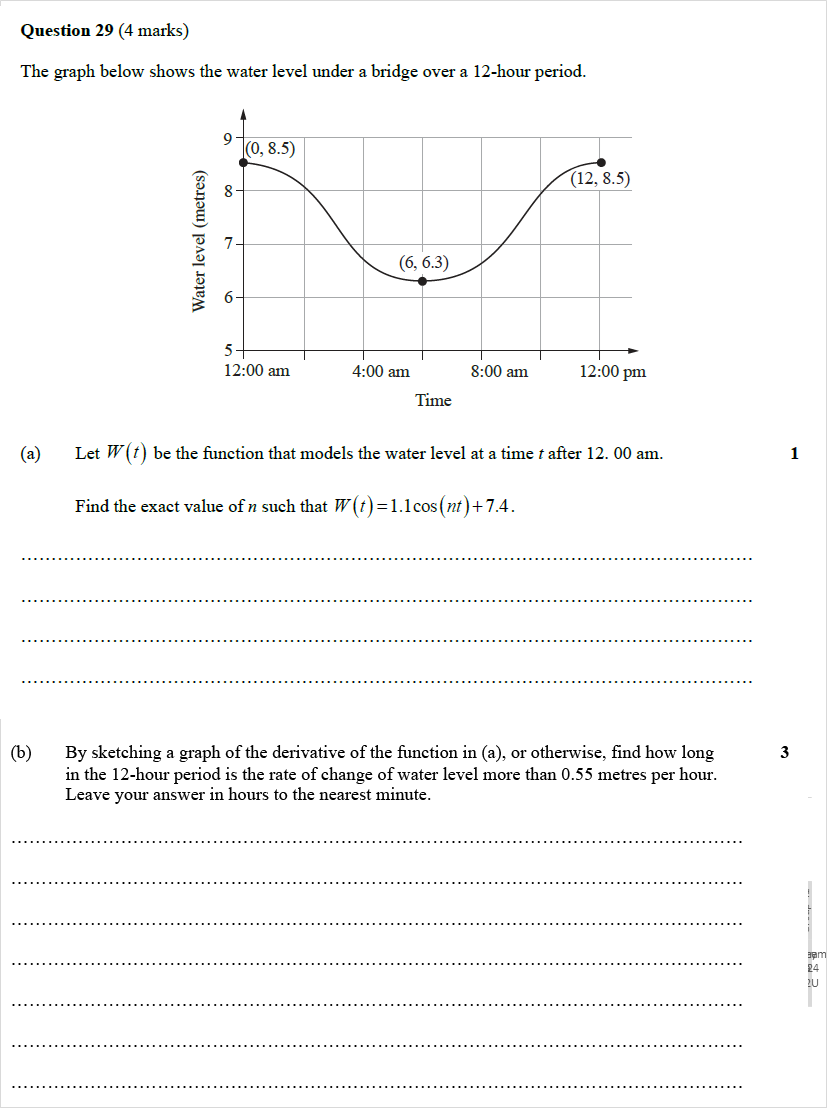 Question 29 (4 marks)
The graph below shows the water level under a bridge over a 12-hour period.
9
(0, 8.5)
(12, 8.5)
8
Water level (metres)
7
(6, 6.3)
6
5
12:00 am 4:00 am 8:00 am 12:00 pm
Time
(a) Let W(t) be the function that models the water level at a time t after 12. 00 am. 1
Find the exact value of n such that W(t)=1.1cos(nt)+7.4.
(b) By sketching a graph of the derivative of the function in (a), or otherwise, find how long 3
in the 12-hour period is the rate of change of water level more than 0.55 metres per hour.
Leave your answer in hours to the nearest minute.
24
2U